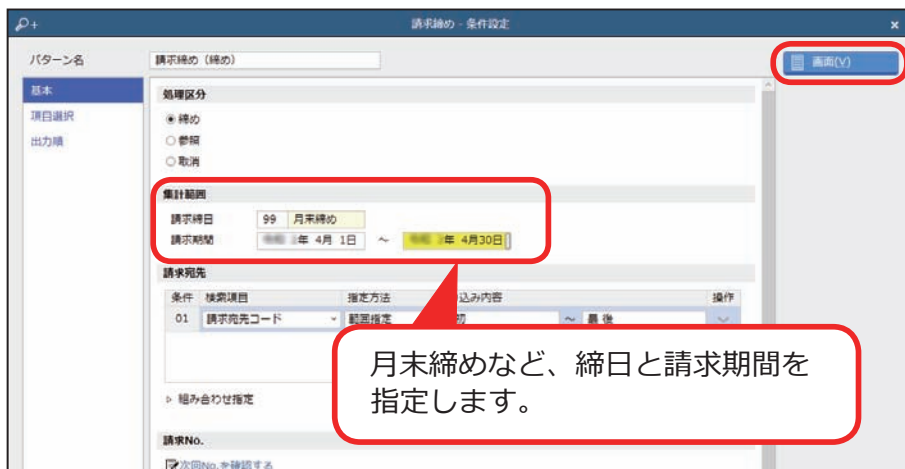 請求締め - 条件設定
パターン名 請求締め (締め) 画面(V)
基本
項目選択
出力順
処理区分
締め
参照
取消
集計範囲
請求締日 99 月末締め
請求期間 年 4月 1日 ～ 年 4月30日
請求宛先
条件 検索項目 指定方法 込み内容 操作
01 請求宛先コード 範囲指定 初 ～ 最後
組み合わせ指定
請求No.
次回No.を確認する
月末締めなど、締日と請求期間を
指定します。